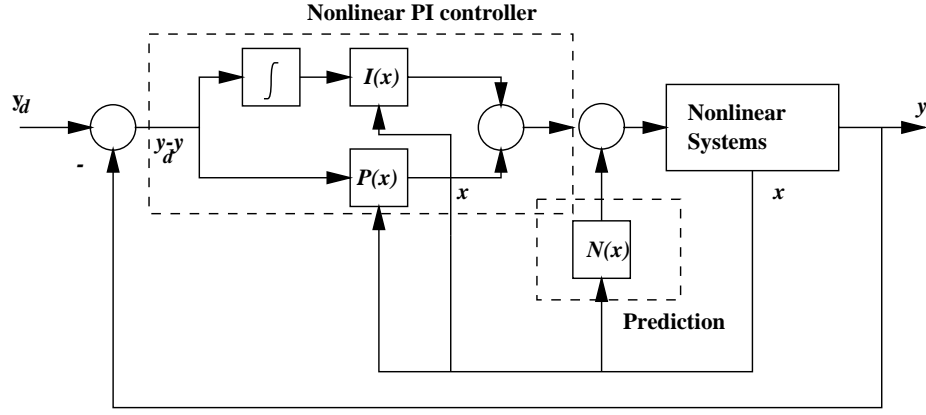 Nonlinear PI controller
∫
I(x)
y_d
y_d-y
-
P(x)
x
Nonlinear
Systems
y
x
N(x)
Prediction